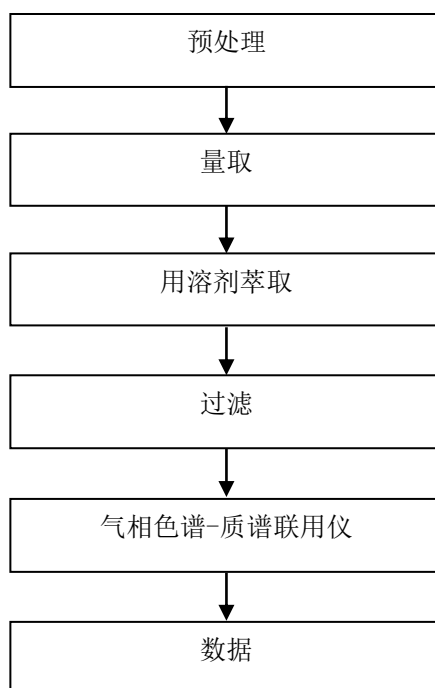 预处理
量取
用溶剂萃取
过滤
气相色谱-质谱联用仪
数据